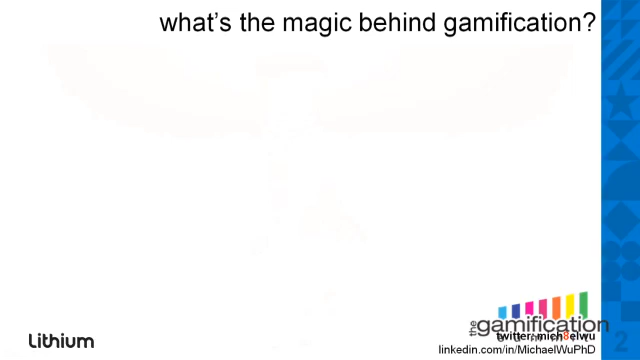 what's the magic behind gamification?
the
gamification
twitter: mich8elwu
linkedin.com/in/MichaelWuPhD
Lithium
2